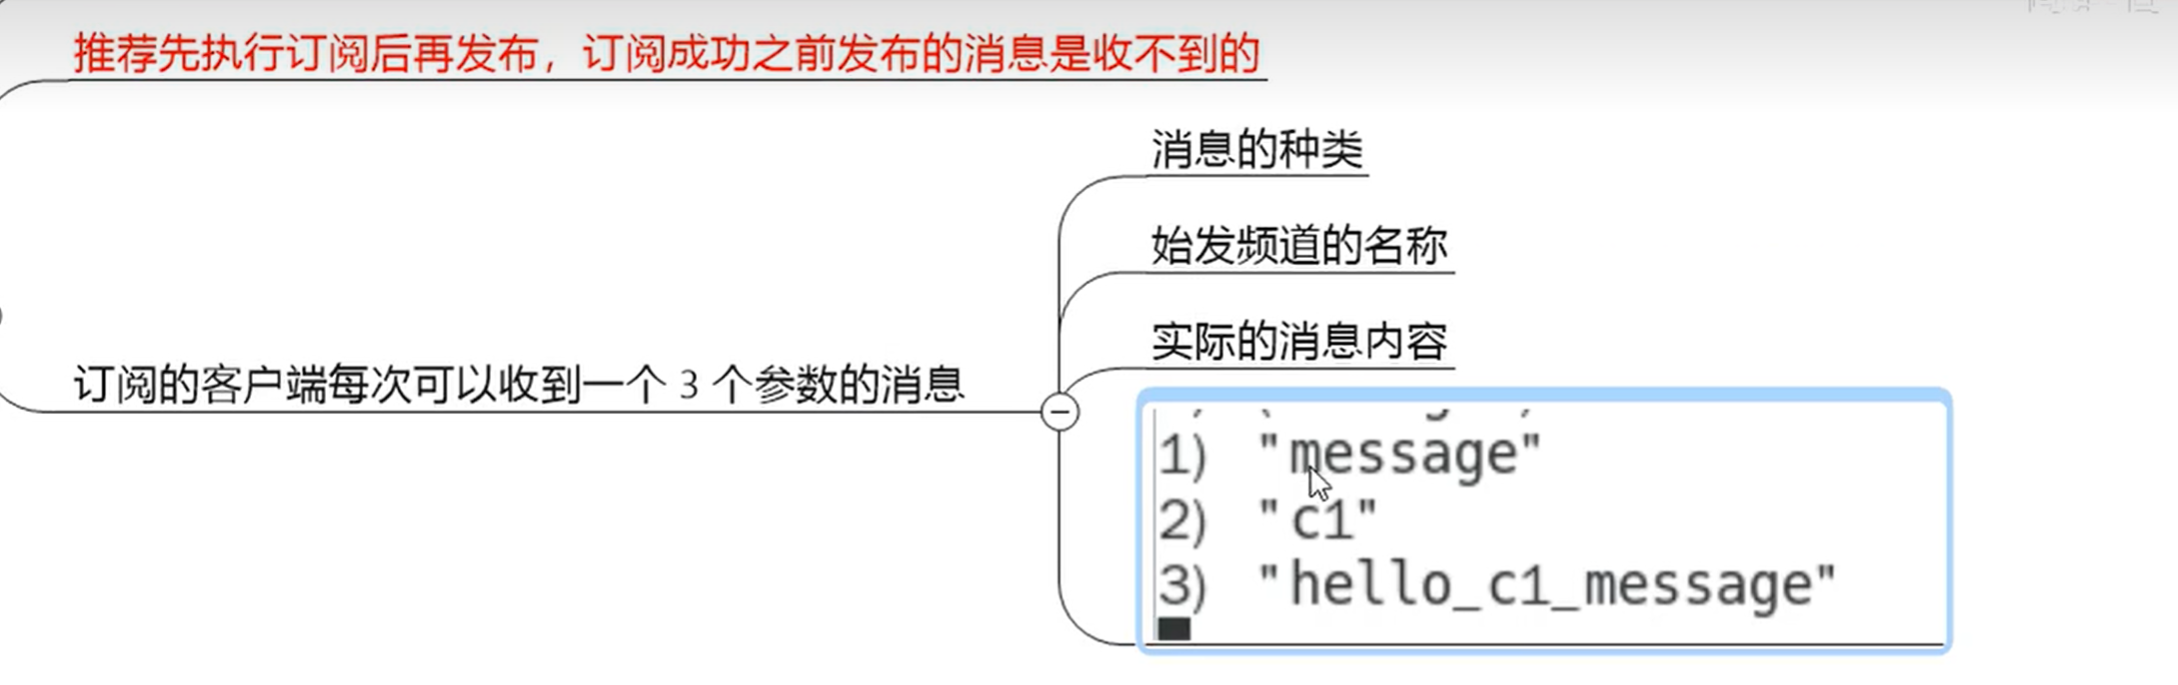 推荐先执行订阅后再发布，订阅成功之前发布的消息是收不到的
消息的种类
始发频道的名称
实际的消息内容
订阅的客户端每次可以收到一个 3 个参数的消息
1) "message"
2) "c1"
3) "hello_c1_message"